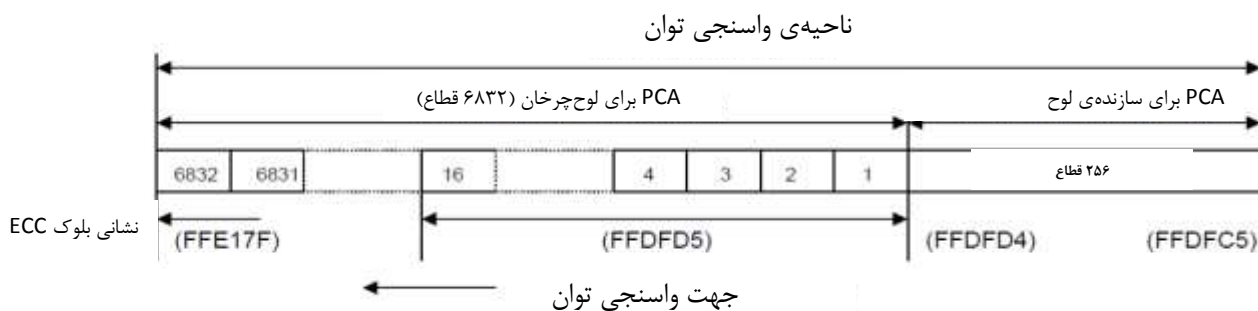 ناحیه‌ی واسنجی توان
PCA برای سازنده‌ی لوح
PCA برای لوح‌چرخان (۶۸۳۲ قطاع)
6832 6831 16 4 3 2 1 ۲۵۶ قطاع
نشانی بلوک ECC (FFE17F) (FFDFD5) (FFDFD4) (FFDFC5)
جهت واسنجی توان